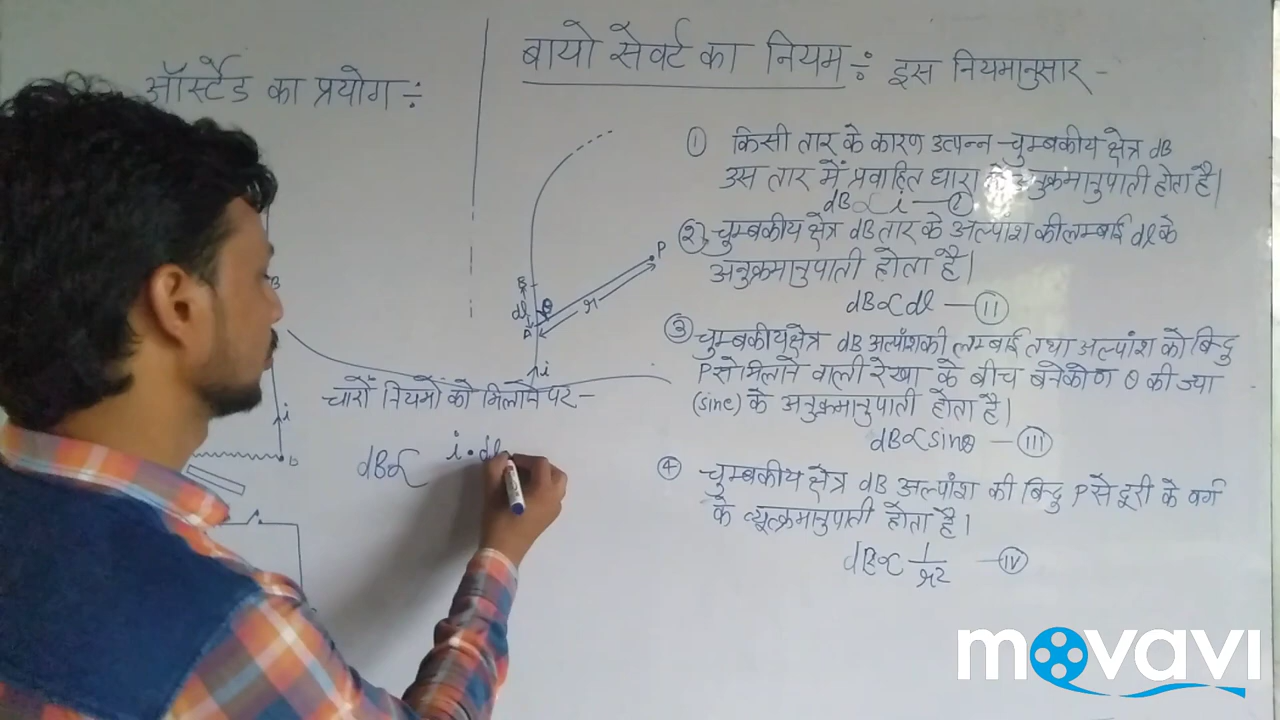 ऑर्स्टैड का प्रयोग ÷
बायो सेवर्ट का नियम ÷ इस नियमानुसार -
① किसी तार के कारण उत्पन्न चुम्बकीय क्षेत्र dB
उस तार में प्रवाहित धारा के अनुक्रमानुपाती होता है।
dB∝ i — Ⓘ
② चुम्बकीय क्षेत्र dB तार के अल्पांश की लम्बाई dl के
अनुक्रमानुपाती होता है।
dB∝ dl — Ⅱ
③ चुम्बकीय क्षेत्र dB अल्पांश की लम्बाई तथा अल्पांश को बिन्दु
P से मिलाने वाली रेखा के बीच बने कोण θ की ज्या
(sine) के अनुक्रमानुपाती होता है।
dB∝ sinθ — Ⅲ
④ चुम्बकीय क्षेत्र dB अल्पांश की बिन्दु P से दूरी के वर्ग
के व्युत्क्रमानुपाती होता है।
dB∝ 1/r2 — Ⅳ
P
B
dl
θ
r
A
i
B
i
D
चारों नियमों को मिलाने पर -
dB∝ i · dl
movavi